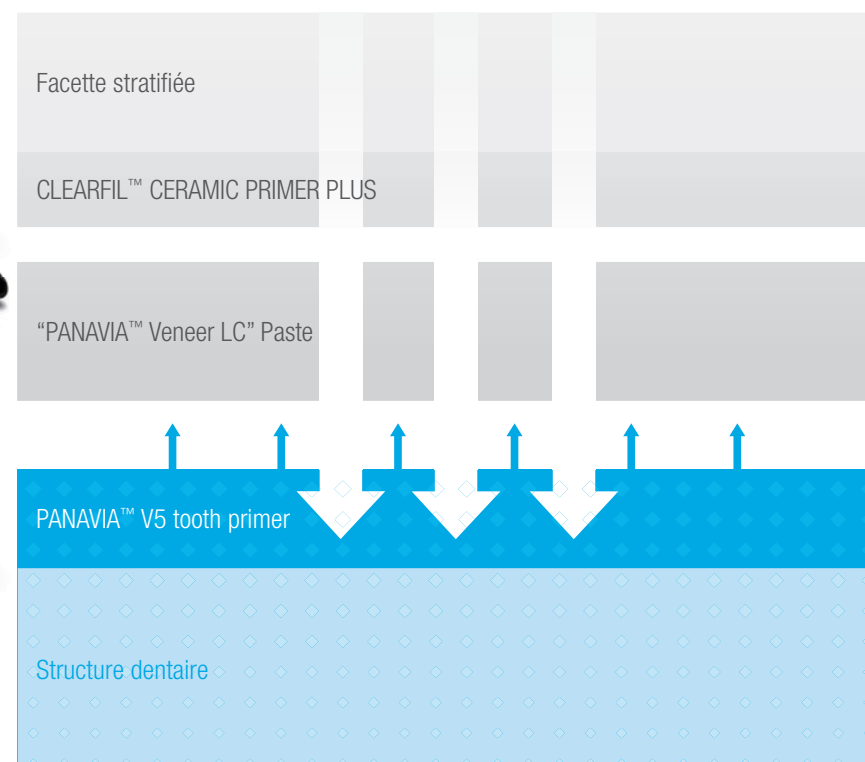 Facette stratifiée
CLEARFIL™ CERAMIC PRIMER PLUS
“PANAVIA™ Veneer LC” Paste
PANAVIA™ V5 tooth primer
Structure dentaire